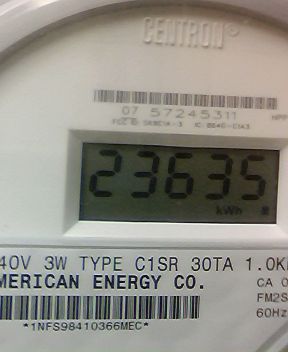 CENTRON®
07 57245311
23635
kWh
40V 3W TYPE C1SR 30TA 1.0K
MERICAN ENERGY CO.
CA 0
FM2S
60Hz
*1NFS98410366MEC*